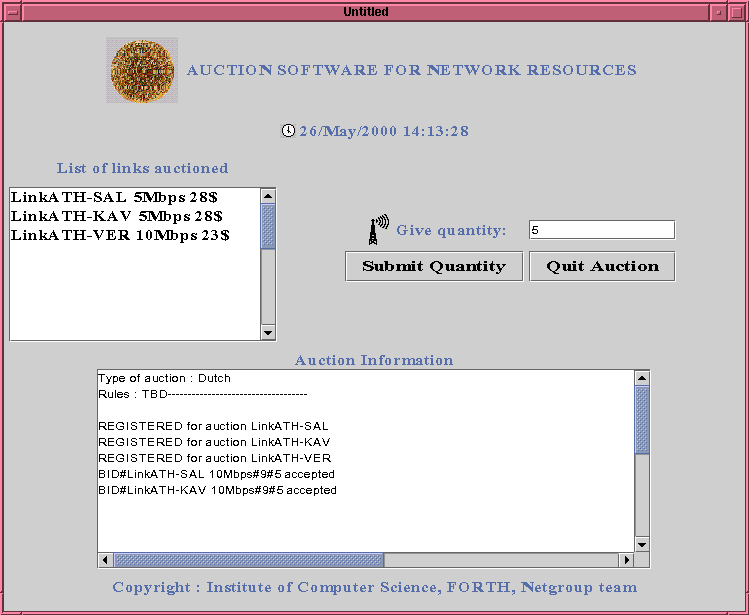 Untitled
AUCTION SOFTWARE FOR NETWORK RESOURCES
26/May/2000 14:13:28
List of links auctioned
LinkATH-SAL 5Mbps 28$
LinkATH-KAV 5Mbps 28$
LinkATH-VER 10Mbps 23$
Give quantity: 5
Submit Quantity Quit Auction
Auction Information
Type of auction : Dutch
Rules : TBD-----------------------------------
REGISTERED for auction LinkATH-SAL
REGISTERED for auction LinkATH-KAV
REGISTERED for auction LinkATH-VER
BID#LinkATH-SAL 10Mbps#9#5 accepted
BID#LinkATH-KAV 10Mbps#9#5 accepted
Copyright : Institute of Computer Science, FORTH, Netgroup team